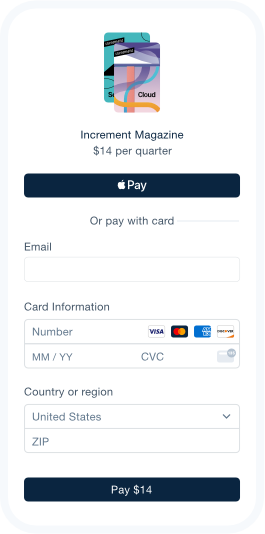 Cloud
Increment Magazine
$14 per quarter
Pay
Or pay with card
Email
Card Information
Number VISA DISCOVER
MM / YY CVC
Country or region
United States
ZIP
Pay $14